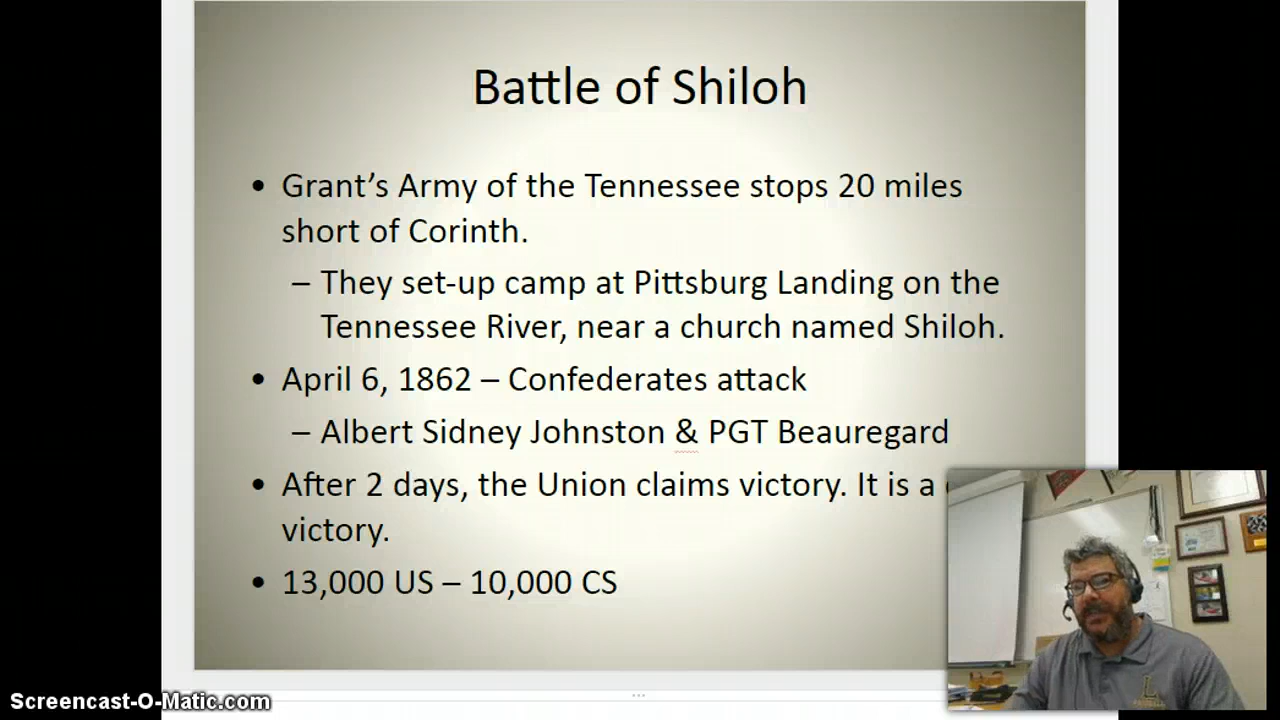 Battle of Shiloh
• Grant’s Army of the Tennessee stops 20 miles
short of Corinth.
– They set-up camp at Pittsburg Landing on the
Tennessee River, near a church named Shiloh.
• April 6, 1862 – Confederates attack
– Albert Sidney Johnston & PGT Beauregard
• After 2 days, the Union claims victory. It is a
victory.
• 13,000 US – 10,000 CS
L
Screencast-O-Matic.com